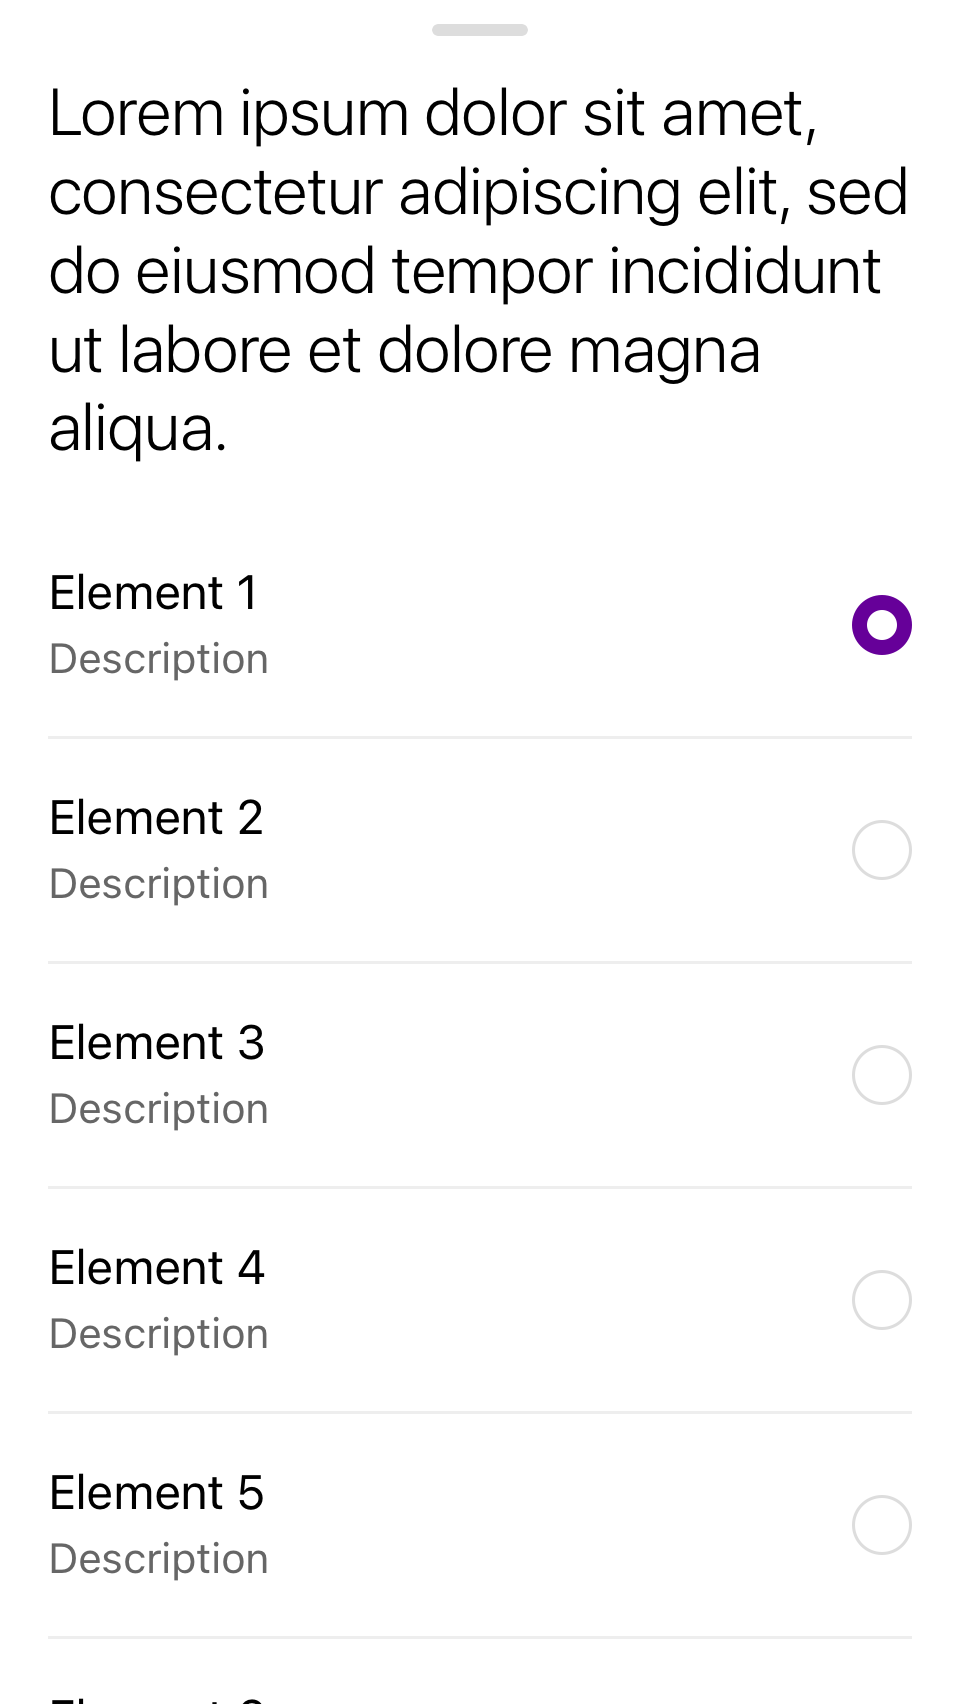 Lorem ipsum dolor sit amet,
consectetur adipiscing elit, sed
do eiusmod tempor incididunt
ut labore et dolore magna
aliqua.
Element 1
Description
Element 2
Description
Element 3
Description
Element 4
Description
Element 5
Description